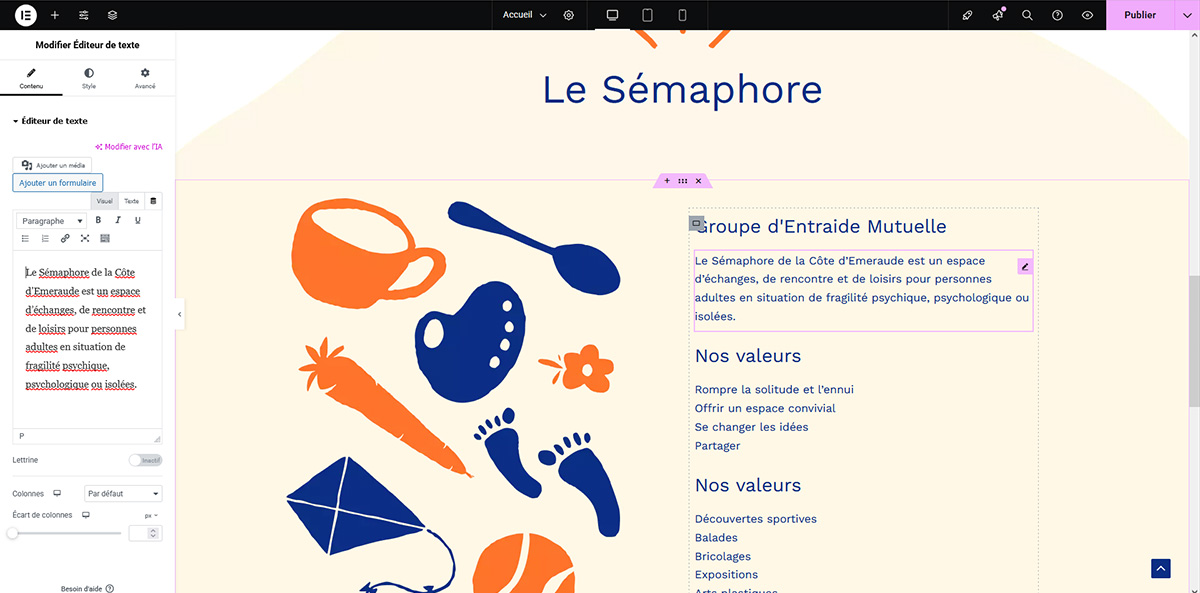 Accueil
Publier
Modifier Éditeur de texte
Contenu
Style
Avancé
Éditeur de texte
Modifier avec l'IA
Ajouter un média
Ajouter un formulaire
Visuel
Texte
Paragraphe
B
I
U
Le Sémaphore de la Côte
d'Emeraude est un espace
d'échanges, de rencontre et
de loisirs pour personnes
adultes en situation de
fragilité psychique,
psychologique ou isolées.
P
Lettrine
Inactif
Colonnes
Par défaut
Écart de colonnes
px
Besoin d'aide
Le Sémaphore
Groupe d'Entraide Mutuelle
Le Sémaphore de la Côte d'Emeraude est un espace
d'échanges, de rencontre et de loisirs pour personnes
adultes en situation de fragilité psychique, psychologique ou
isolées.
Nos valeurs
Rompre la solitude et l'ennui
Offrir un espace convivial
Se changer les idées
Partager
Nos valeurs
Découvertes sportives
Balades
Bricolages
Expositions
Arts plastiques